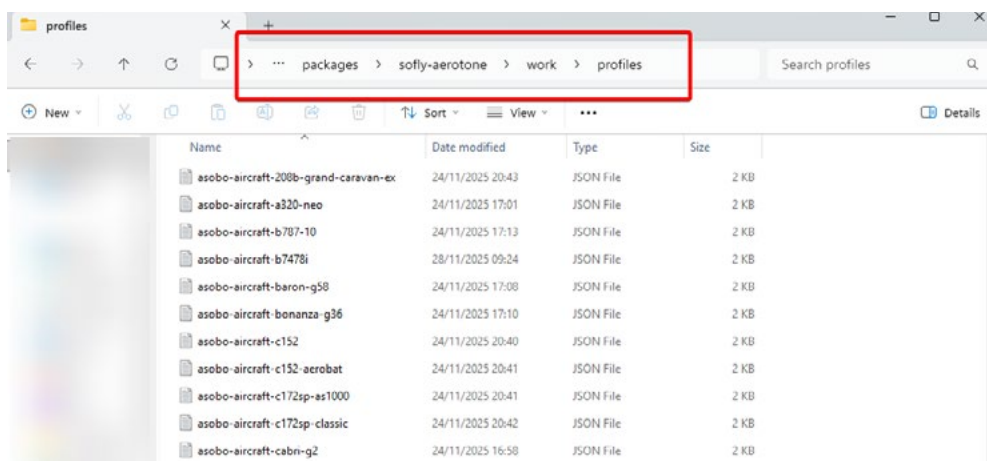 profiles
packages > sofly-aerotone > work > profiles
Search profiles
New
Sort
View
Details
Name Date modified Type Size
asobo-aircraft-208b-grand-caravan-ex 24/11/2025 20:43 JSON File 2 KB
asobo-aircraft-a320-neo 24/11/2025 17:01 JSON File 2 KB
asobo-aircraft-b787-10 24/11/2025 17:13 JSON File 2 KB
asobo-aircraft-b7478i 28/11/2025 09:24 JSON File 2 KB
asobo-aircraft-baron-g58 24/11/2025 17:08 JSON File 2 KB
asobo-aircraft-bonanza-g36 24/11/2025 17:10 JSON File 2 KB
asobo-aircraft-c152 24/11/2025 20:40 JSON File 2 KB
asobo-aircraft-c152-aerobat 24/11/2025 20:41 JSON File 2 KB
asobo-aircraft-c172sp-as1000 24/11/2025 20:41 JSON File 2 KB
asobo-aircraft-c172sp-classic 24/11/2025 20:42 JSON File 2 KB
asobo-aircraft-cabri-g2 24/11/2025 16:58 JSON File 2 KB